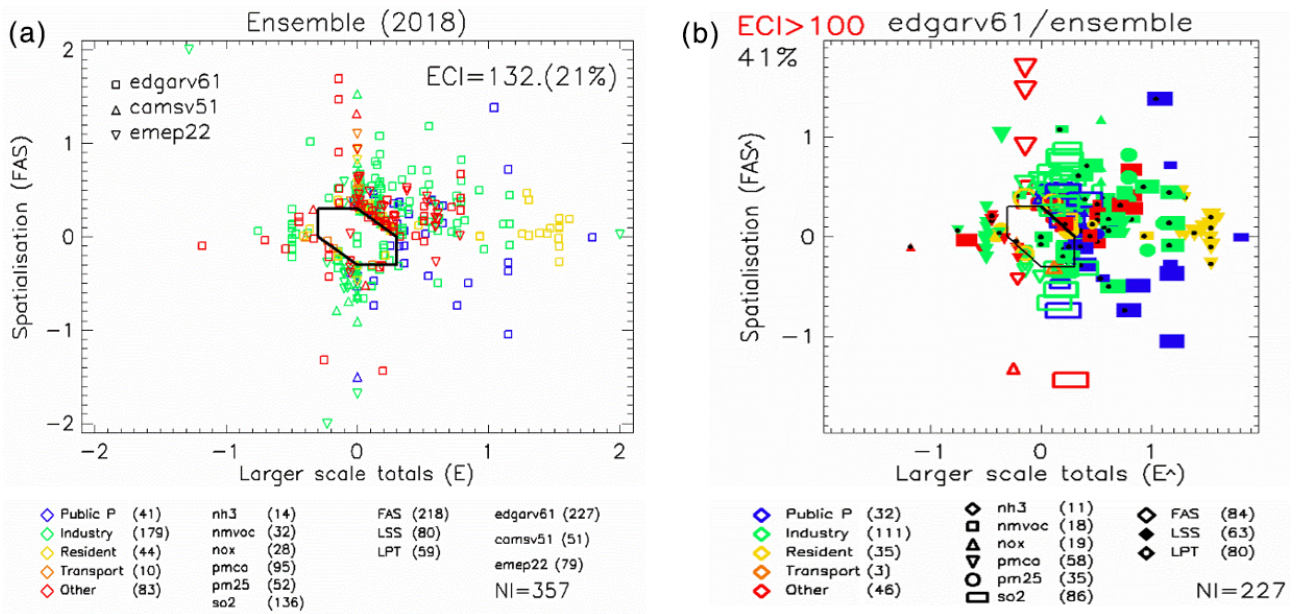 (a)
Ensemble (2018)
ECI=132.(21%)
edgarv61
camsv51
emep22
Spatialisation (FAS)
2
1
0
−1
−2
−2
−1
0
1
2
Larger scale totals (E)
Public P (41)
Industry (179)
Resident (44)
Transport (10)
Other (83)
nh3 (14)
nmvoc (32)
nox (28)
pmco (95)
pm25 (52)
so2 (136)
FAS (218)
LSS (80)
LPT (59)
edgarv61 (227)
camsv51 (51)
emep22 (79)
NI=357
(b)
ECI>100 edgarv61/ensemble
41%
Spatialisation (FAS^)
1
0
−1
−1
0
1
Larger scale totals (E^)
Public P (32)
Industry (111)
Resident (35)
Transport (3)
Other (46)
nh3 (11)
nmvoc (18)
nox (19)
pmco (58)
pm25 (35)
so2 (86)
FAS (84)
LSS (63)
LPT (80)
NI=227